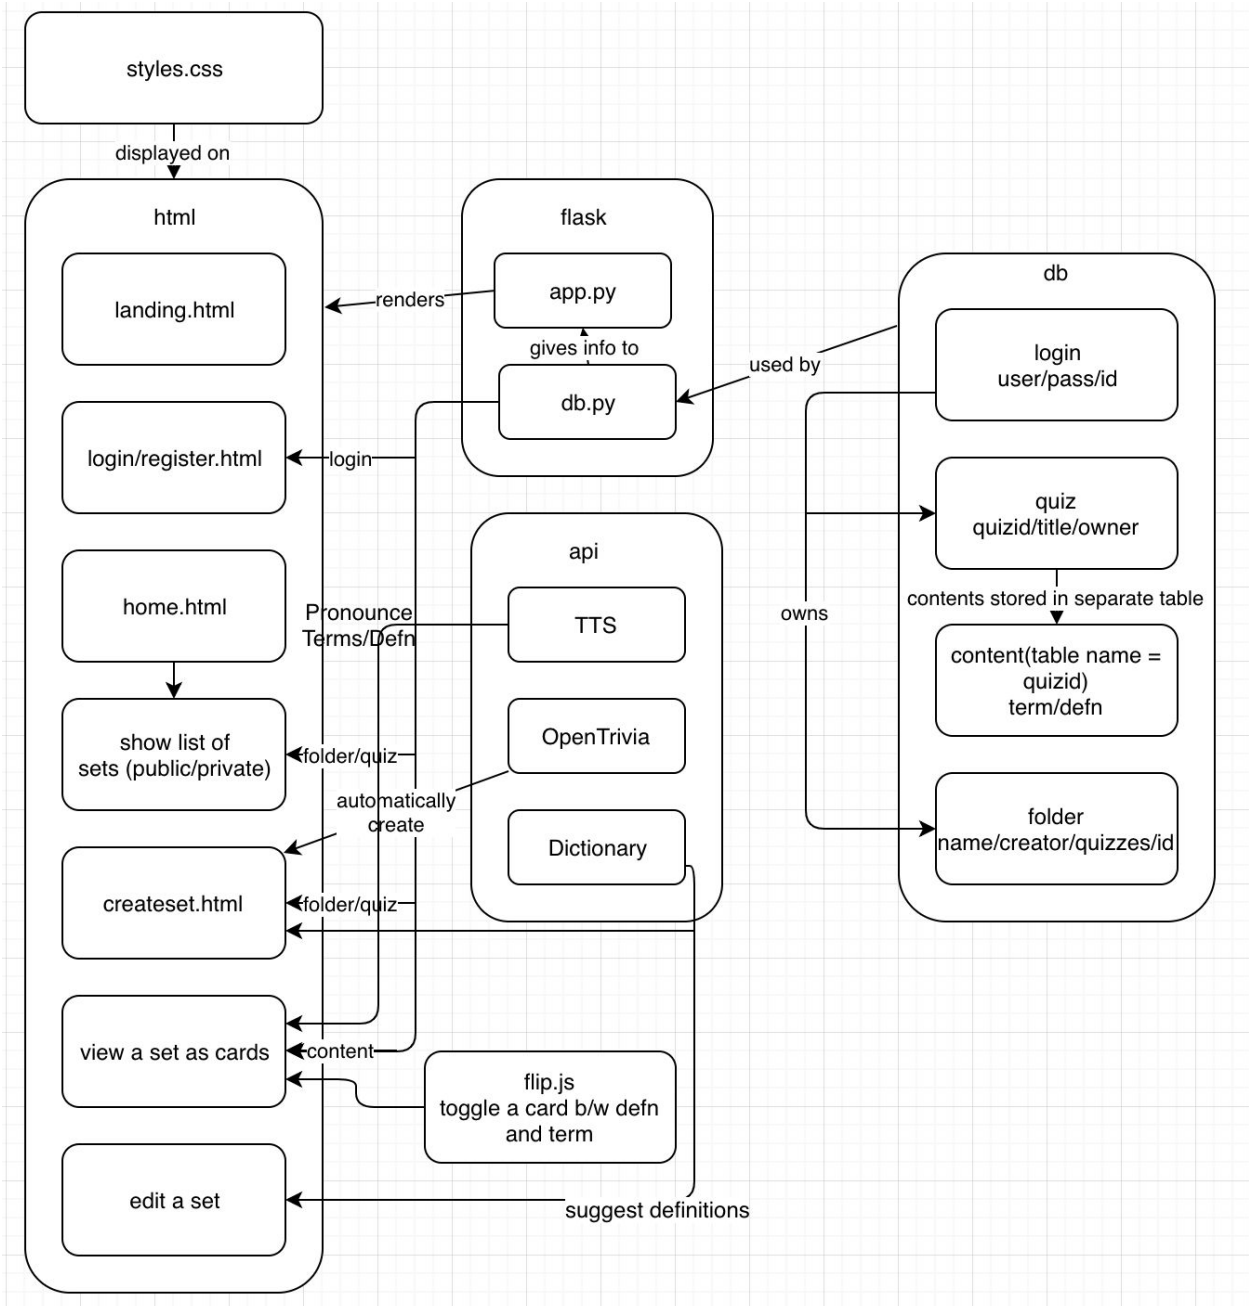 styles.css
displayed on
html
landing.html
login/register.html
home.html
show list of
sets (public/private)
createset.html
view a set as cards
edit a set
flask
app.py
renders
gives info to
db.py
login
folder/quiz
folder/quiz
content
api
TTS
Pronounce
Terms/Defn
OpenTrivia
automatically
create
Dictionary
suggest definitions
flip.js
toggle a card b/w defn
and term
db
used by
login
user/pass/id
owns
quiz
quizid/title/owner
contents stored in separate table
content(table name =
quizid)
term/defn
folder
name/creator/quizzes/id